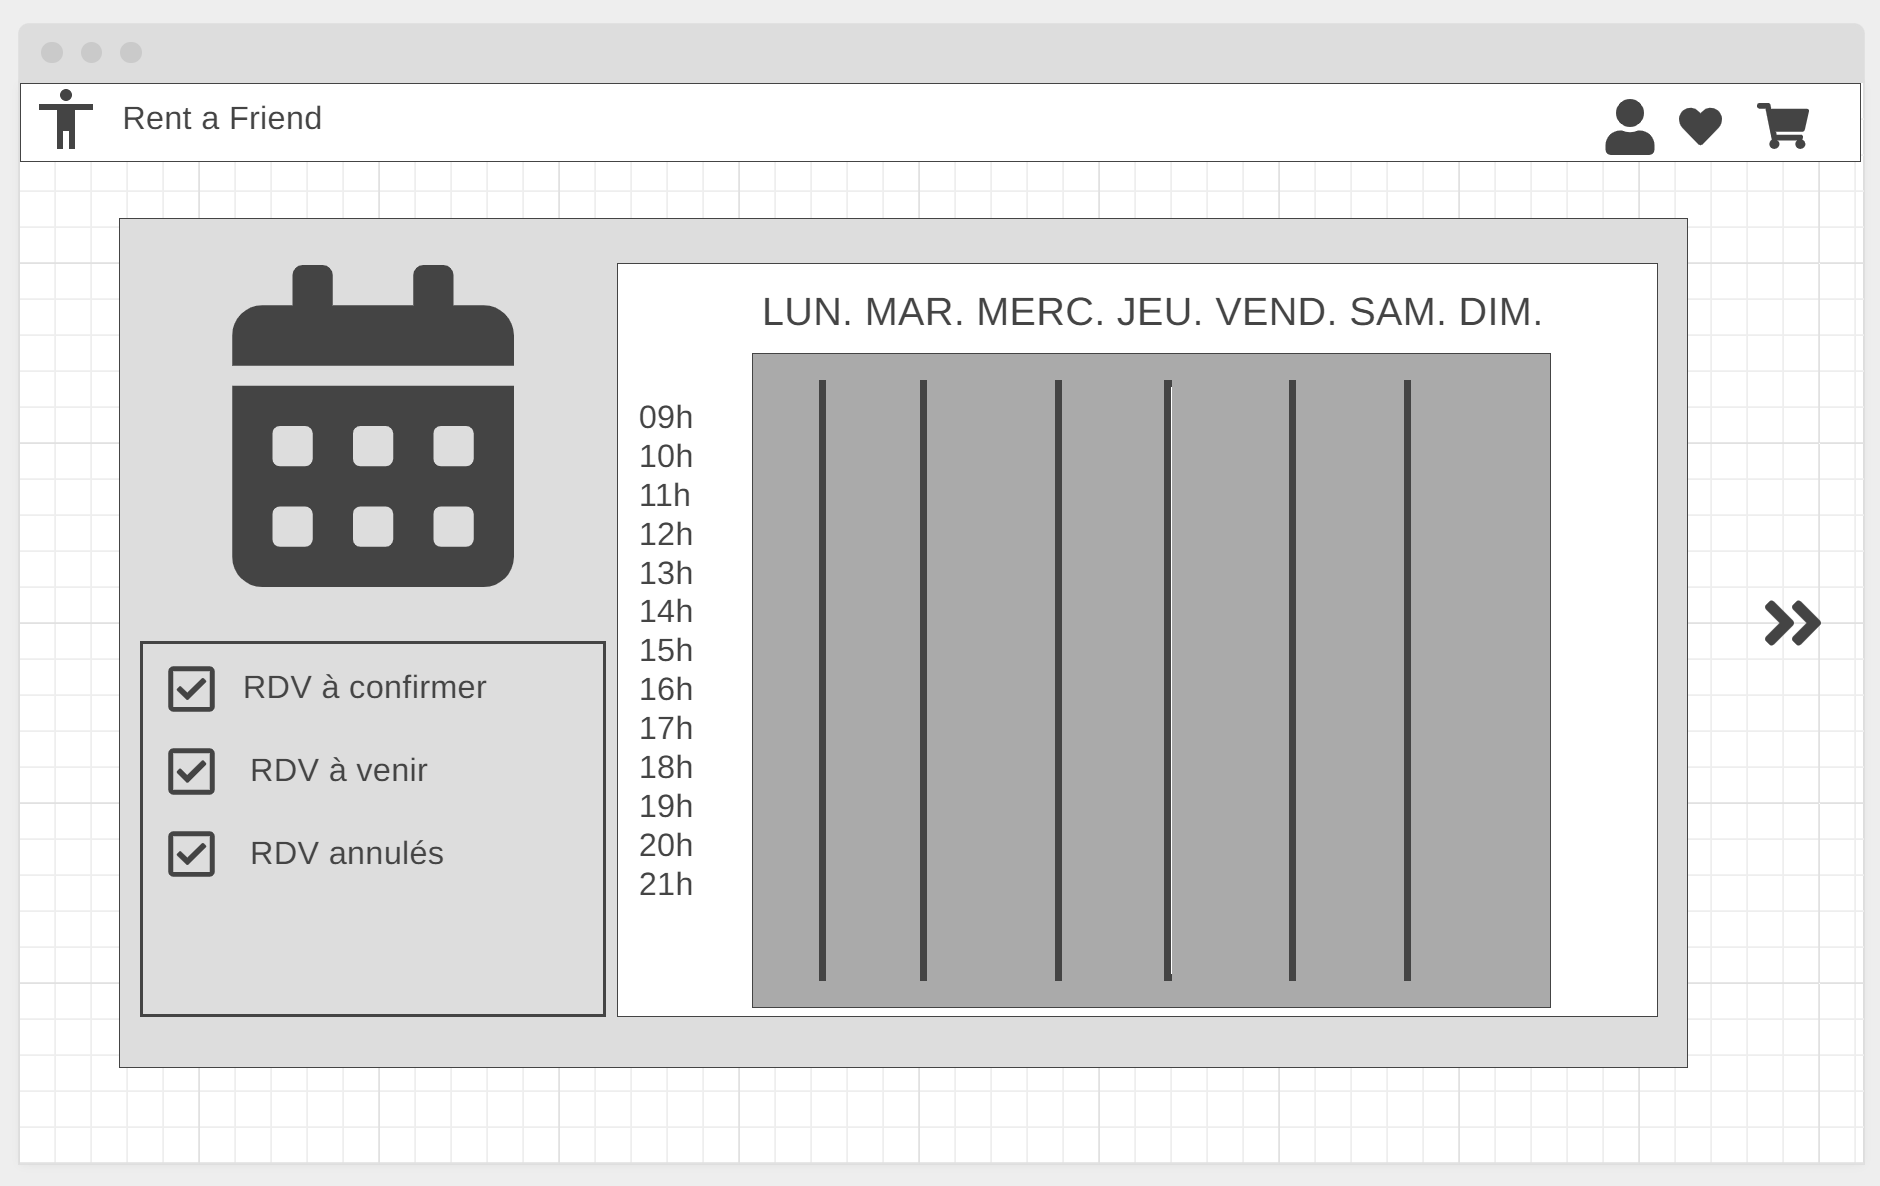 Rent a Friend
LUN. MAR. MERC. JEU. VEND. SAM. DIM.
09h
10h
11h
12h
13h
14h
15h
16h
17h
18h
19h
20h
21h
RDV à confirmer
RDV à venir
RDV annulés